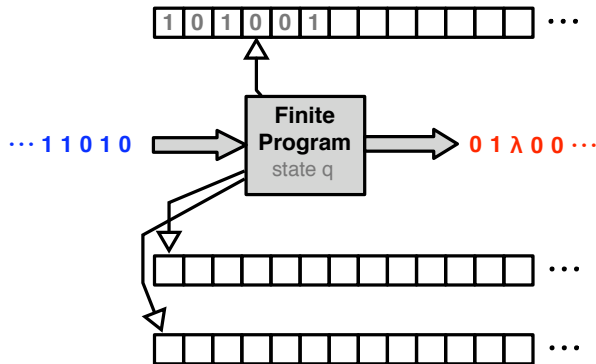 1 0 1 0 0 1 ···
Finite
Program
state q
··· 1 1 0 1 0
0 1 λ 0 0 ···
···
···